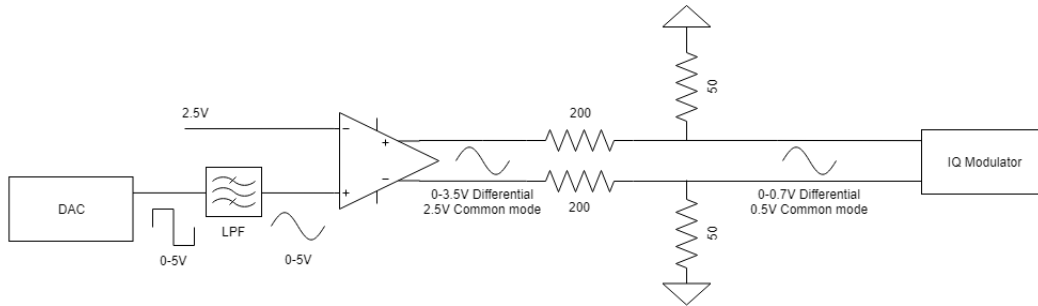 50
2.5V
200
−
+
+
−
IQ Modulator
0-3.5V Differential
2.5V Common mode
0-0.7V Differential
0.5V Common mode
DAC
200
LPF
50
0-5V
0-5V